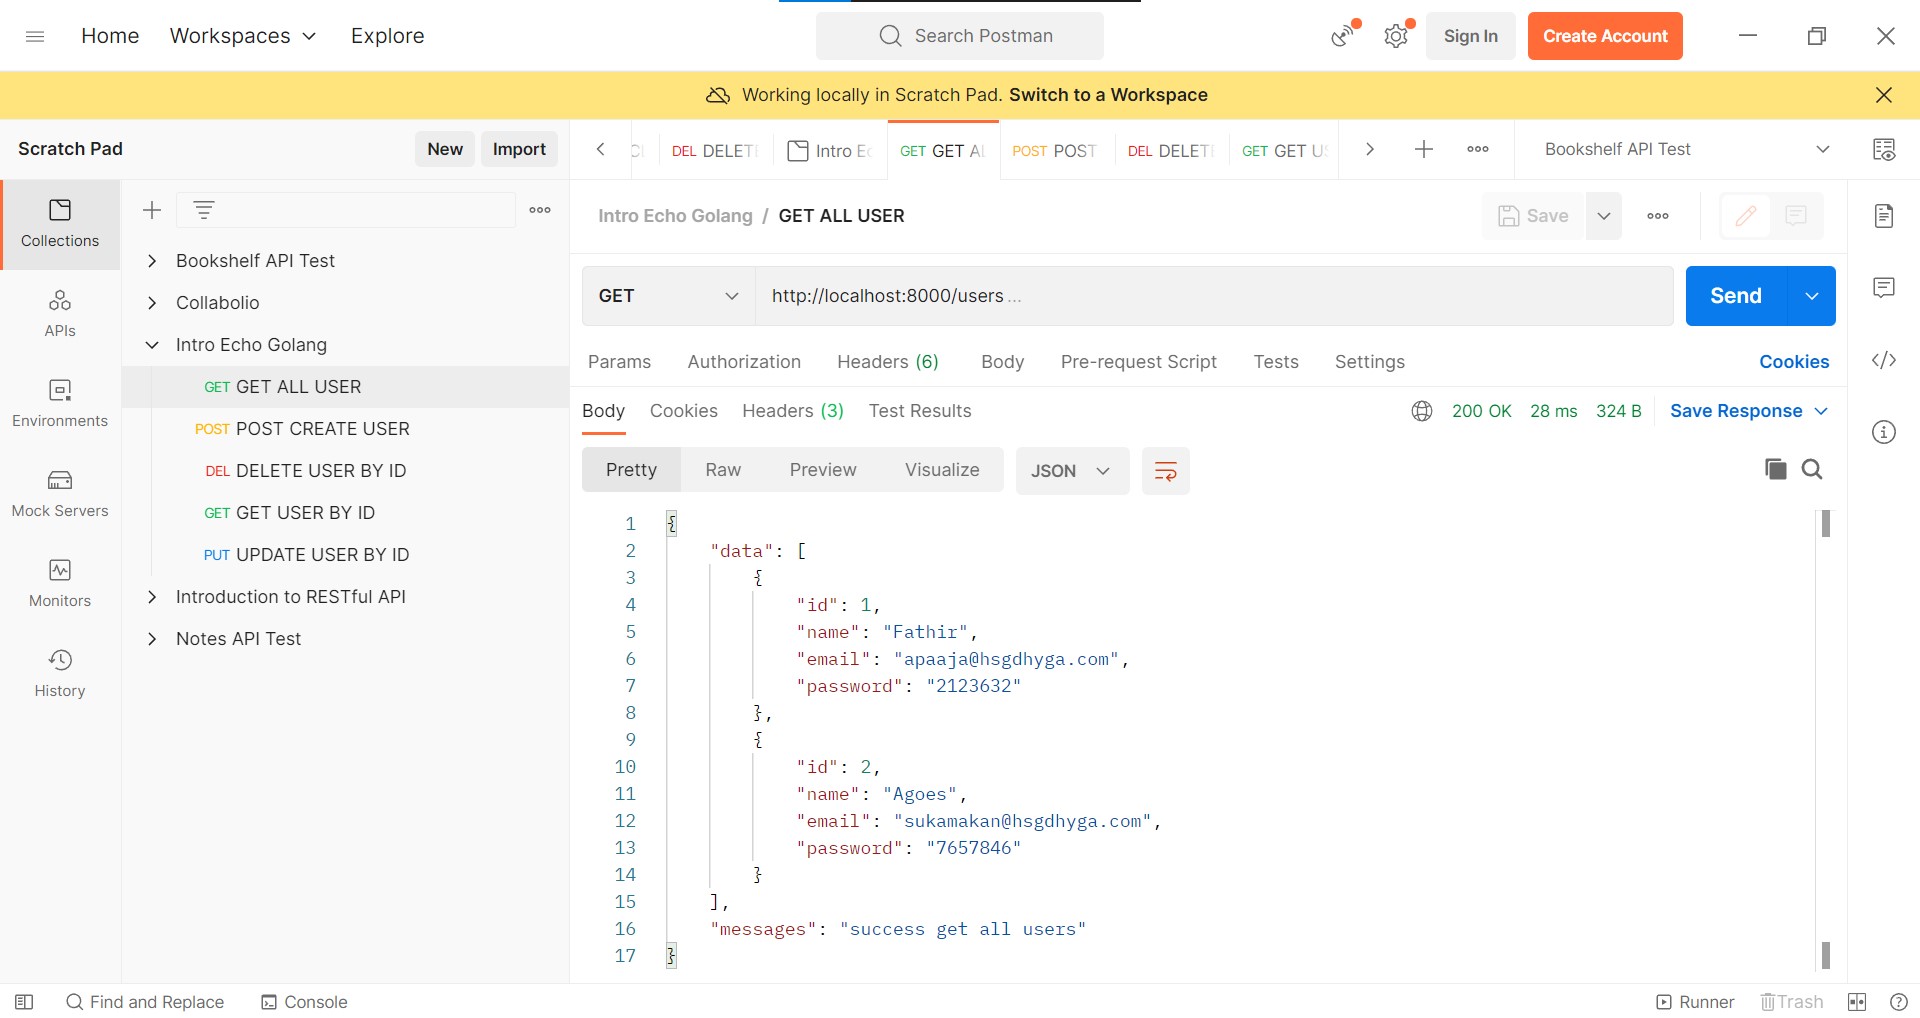 Home Workspaces Explore Search Postman Sign In Create Account
Working locally in Scratch Pad. Switch to a Workspace
Scratch Pad New Import
DEL DELETE Intro E GET GET AL POST POST DEL DELETE GET GET US Bookshelf API Test
Collections
APIs
Environments
Mock Servers
Monitors
History
Bookshelf API Test
Collabolio
Intro Echo Golang
GET GET ALL USER
POST POST CREATE USER
DEL DELETE USER BY ID
GET GET USER BY ID
PUT UPDATE USER BY ID
Introduction to RESTful API
Notes API Test
Intro Echo Golang / GET ALL USER Save
GET http://localhost:8000/users ... Send
Params Authorization Headers (6) Body Pre-request Script Tests Settings Cookies
Body Cookies Headers (3) Test Results 200 OK 28 ms 324 B Save Response
Pretty Raw Preview Visualize JSON
1 {
2 "data": [
3 {
4 "id": 1,
5 "name": "Fathir",
6 "email": "apaaja@hsgdhyga.com",
7 "password": "2123632"
8 },
9 {
10 "id": 2,
11 "name": "Agoes",
12 "email": "sukamakan@hsgdhyga.com",
13 "password": "7657846"
14 }
15 ],
16 "messages": "success get all users"
17 }
Find and Replace Console Runner Trash